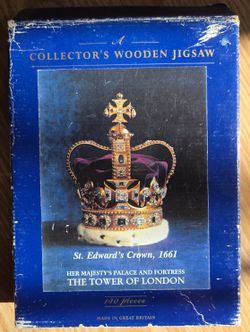 A
COLLECTOR'S WOODEN JIGSAW
St. Edward's Crown, 1661
HER MAJESTY'S PALACE AND FORTRESS
THE TOWER OF LONDON
140 pieces
MADE IN GREAT BRITAIN